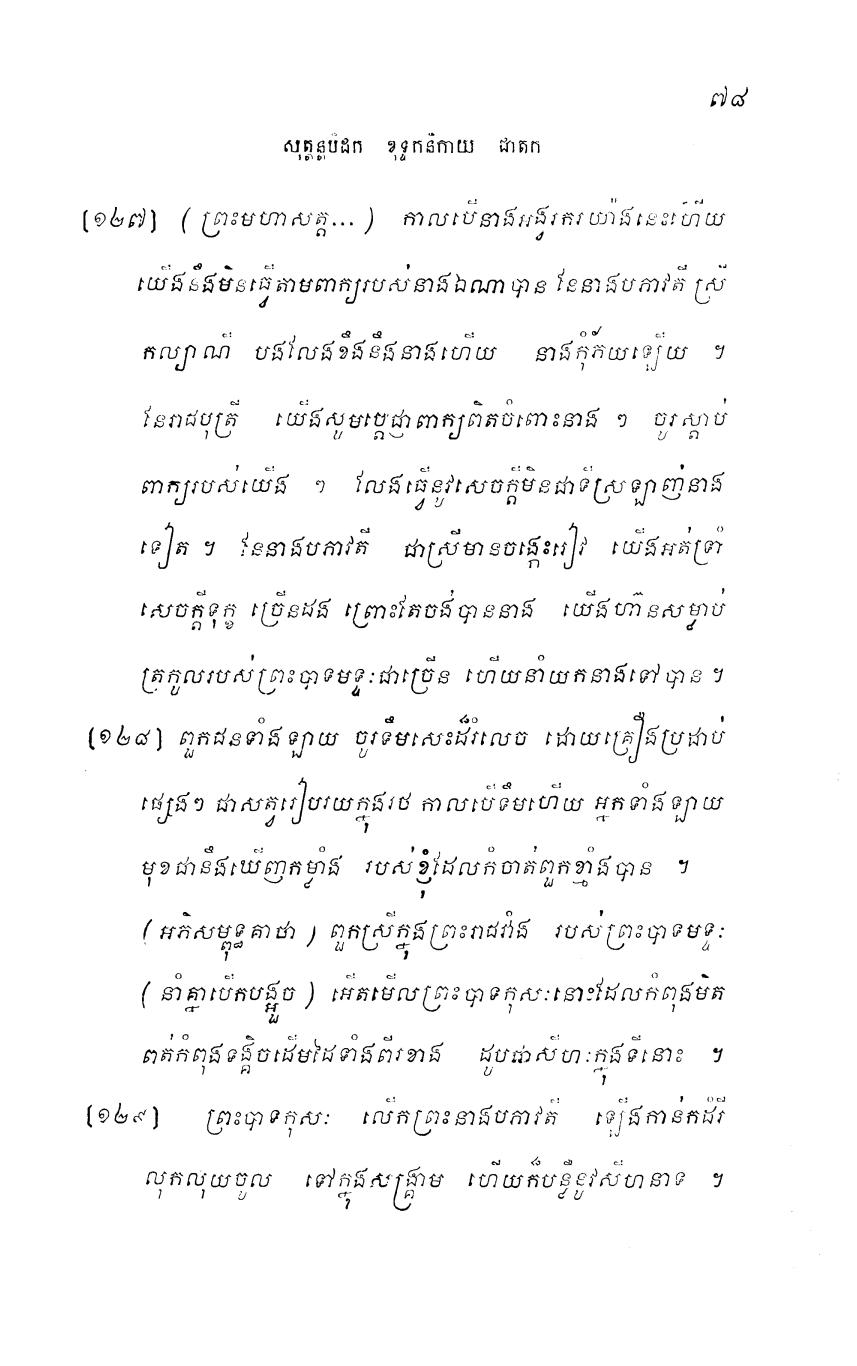 ៧៨
សុត្តន្តបិដក ខុទ្ទកនិកាយ ជាតក
[១២៧] ( ព្រះមហាសត្ត... ) កាលបើនាងអង្វរករយ៉ាងនេះហើយ
យើងនឹងមិនធ្វើតាមពាក្យរបស់នាងឯណាបាន នែនាងបភាវតី ស្រី
កល្យាណី បងលែងខឹងនឹងនាងហើយ នាងកុំភ័យឡើយ ។
នែរាជបុត្រី យើងសូមប្តេជ្ញាពាក្យពិតចំពោះនាង ៗ ចូរស្តាប់
ពាក្យរបស់យើង ៗ លែងធ្វើនូវសេចក្តីមិនជាទីស្រឡាញ់នាង
ទៀត ។ នែនាងបភាវតី ជាស្រីមានចង្កេះរៀវ យើងអត់ទ្រាំ
សេចក្តីទុក្ខ ច្រើនដង ព្រោះតែចង់បាននាង យើងហ៊ានសម្លាប់
ត្រកូលរបស់ព្រះបាទមទ្ទៈជាច្រើន ហើយនាំយកនាងទៅបាន ។
[១២៨] ពួកជនទាំងឡាយ ចូរទឹមសេះដ៏រំលេច ដោយគ្រឿងប្រដាប់
ផ្សេងៗ ជាសត្វរៀបរយក្នុងរថ កាលបើទឹមហើយ អ្នកទាំងឡាយ
មុខជានឹងឃើញកម្លាំង របស់ខ្ញុំដែលកំចាត់ពួកខ្មាំងបាន ។
( អភិសម្ពុទ្ធគាថា ) ពួកស្រីក្នុងព្រះរាជវាំង របស់ព្រះបាទមទ្ទៈ
( នាំគ្នាបើកបង្អួច ) អើតមើលព្រះបាទកុសៈនោះដែលកំពុងមិត
ពត់កំពុងទង្គិចដើមដៃទាំងពីរខាង ដូបជាសីហៈក្នុងទីនោះ ។
[១២៩] ព្រះបាទកុសៈ លើកព្រះនាងបភាវតី ឡើងកាន់កដំរី
លុកលុយចូល ទៅក្នុងសង្គ្រាម ហើយក៏បន្លឺនូវសីហនាទ ។